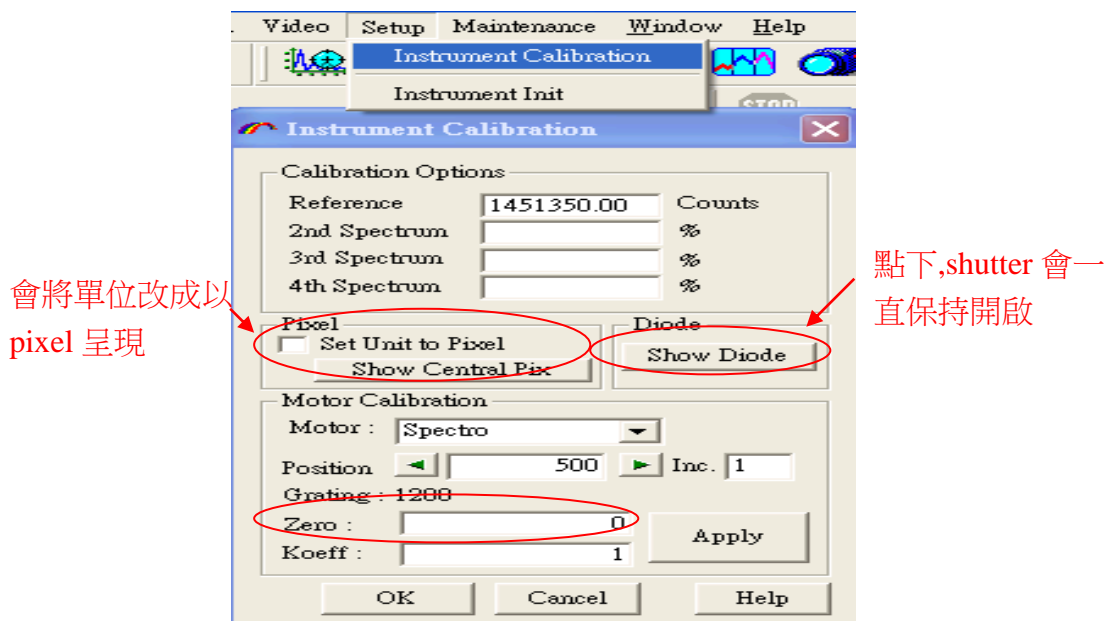 Video Setup Maintenance Window Help
Instrument Calibration
Instrument Init
STOP
Instrument Calibration
Calibration Options
Reference 1451350.00 Counts
2nd Spectrum %
3rd Spectrum %
4th Spectrum %
點下,shutter 會一
直保持開啟
會將單位改成以
pixel 呈現
Pixel
Set Unit to Pixel
Show Central Pix
Diode
Show Diode
Motor Calibration
Motor : Spectro
Position 500 Inc. 1
Grating : 1200
Zero : 0
Koeff : 1
Apply
OK Cancel Help